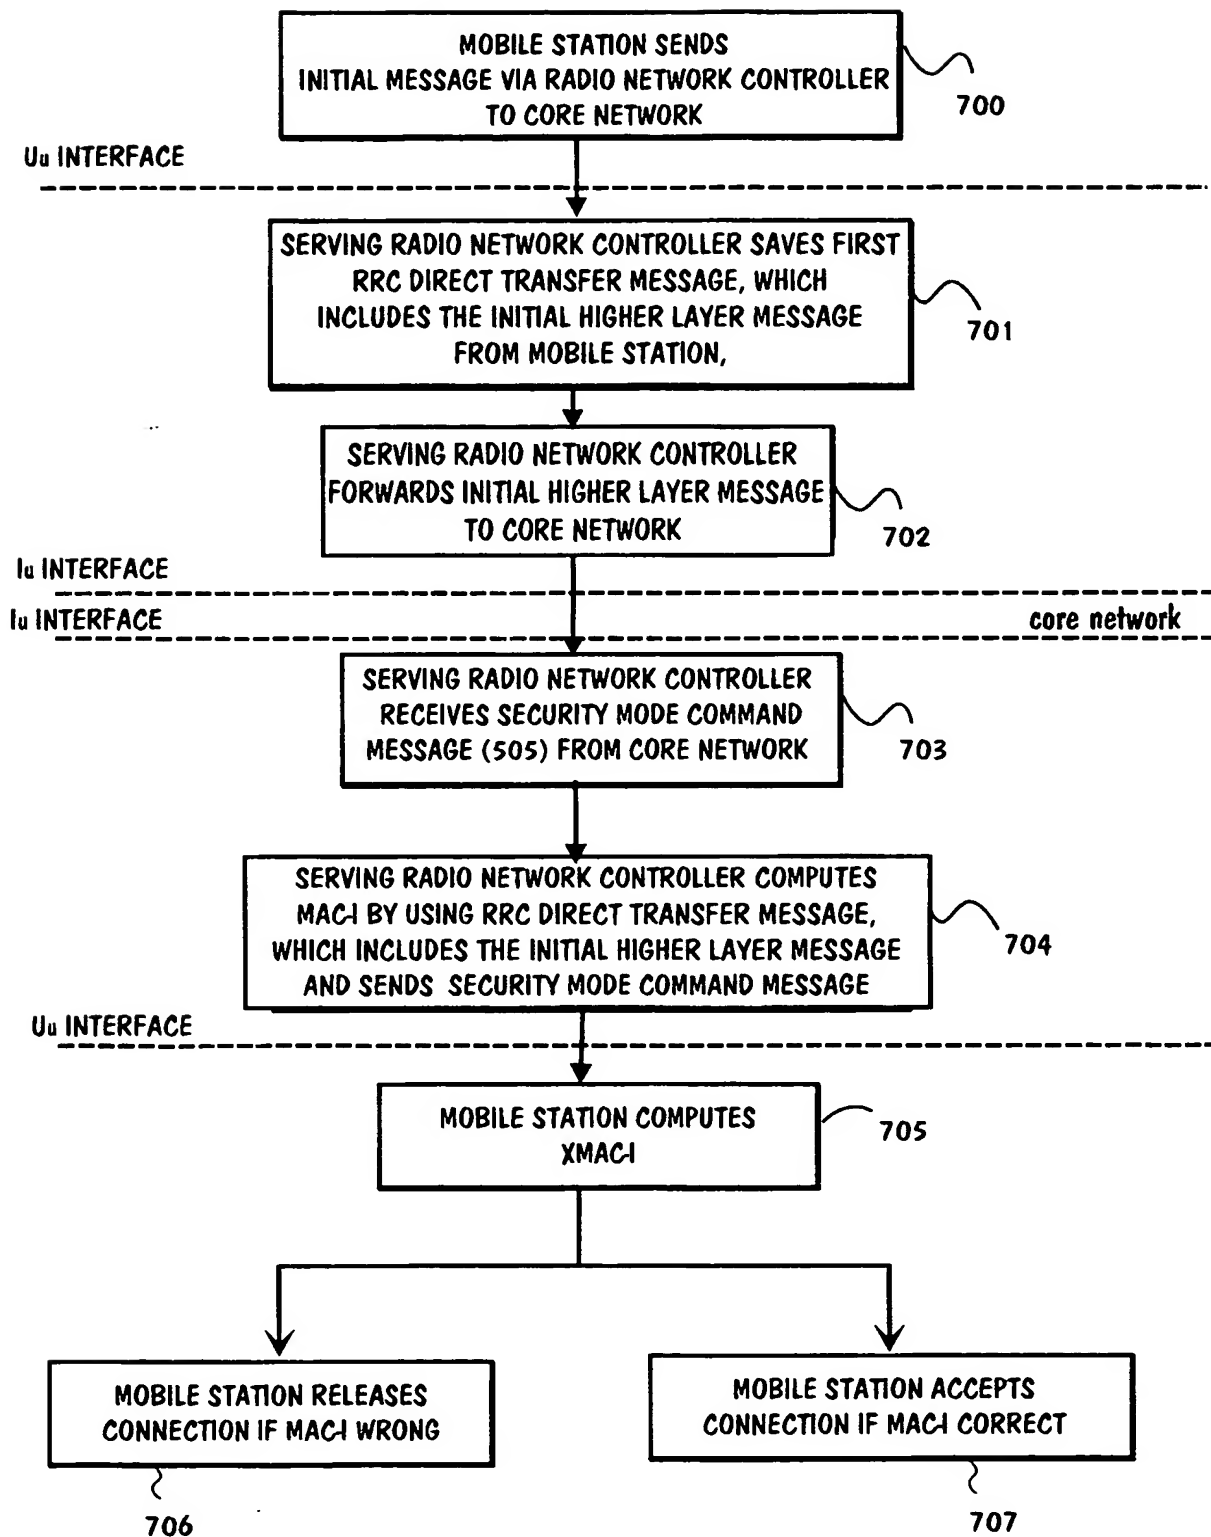 MOBILE STATION SENDS
INITIAL MESSAGE VIA RADIO NETWORK CONTROLLER
TO CORE NETWORK
700
Uu INTERFACE
SERVING RADIO NETWORK CONTROLLER SAVES FIRST
RRC DIRECT TRANSFER MESSAGE, WHICH
INCLUDES THE INITIAL HIGHER LAYER MESSAGE
FROM MOBILE STATION,
701
SERVING RADIO NETWORK CONTROLLER
FORWARDS INITIAL HIGHER LAYER MESSAGE
TO CORE NETWORK
702
Iu INTERFACE
Iu INTERFACE
core network
SERVING RADIO NETWORK CONTROLLER
RECEIVES SECURITY MODE COMMAND
MESSAGE (505) FROM CORE NETWORK
703
SERVING RADIO NETWORK CONTROLLER COMPUTES
MAC-I BY USING RRC DIRECT TRANSFER MESSAGE,
WHICH INCLUDES THE INITIAL HIGHER LAYER MESSAGE
AND SENDS SECURITY MODE COMMAND MESSAGE
704
Uu INTERFACE
MOBILE STATION COMPUTES
XMAC-I
705
MOBILE STATION RELEASES
CONNECTION IF MAC-I WRONG
706
MOBILE STATION ACCEPTS
CONNECTION IF MAC-I CORRECT
707